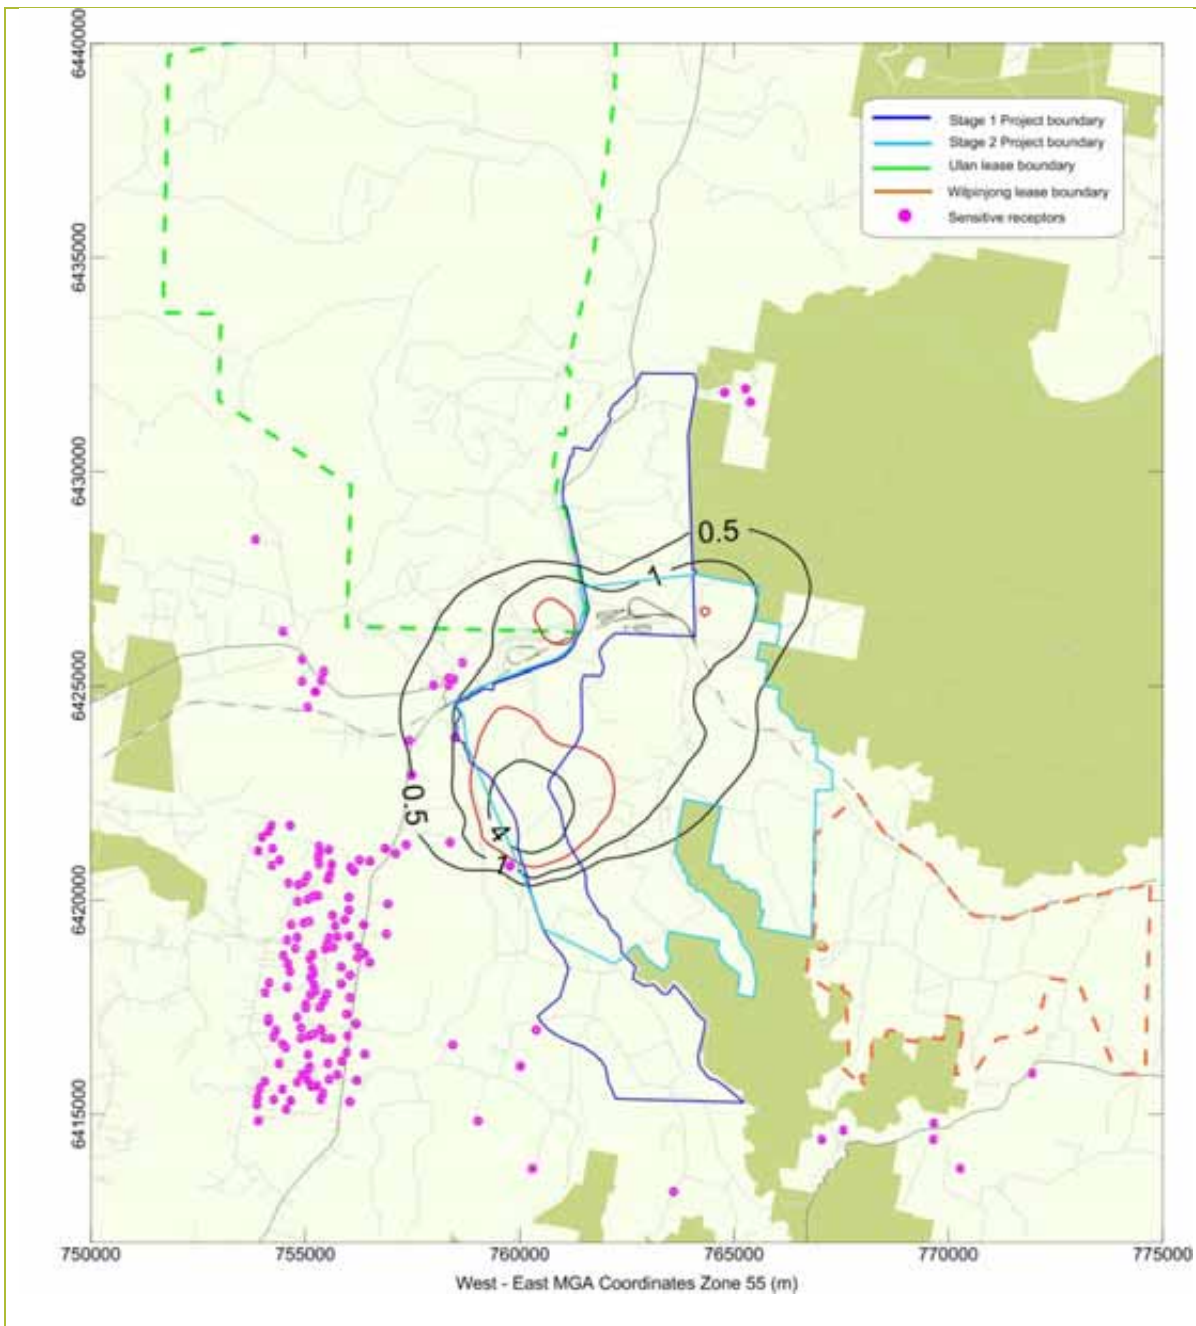 6440000
6435000
6430000
6425000
6420000
6415000
Stage 1 Project boundary
Stage 2 Project boundary
Ulan lease boundary
Wilpinjong lease boundary
Sensitive receptors
0.5
1
0.5
4
1
750000 755000 760000 765000 770000 775000
West - East MGA Coordinates Zone 55 (m)